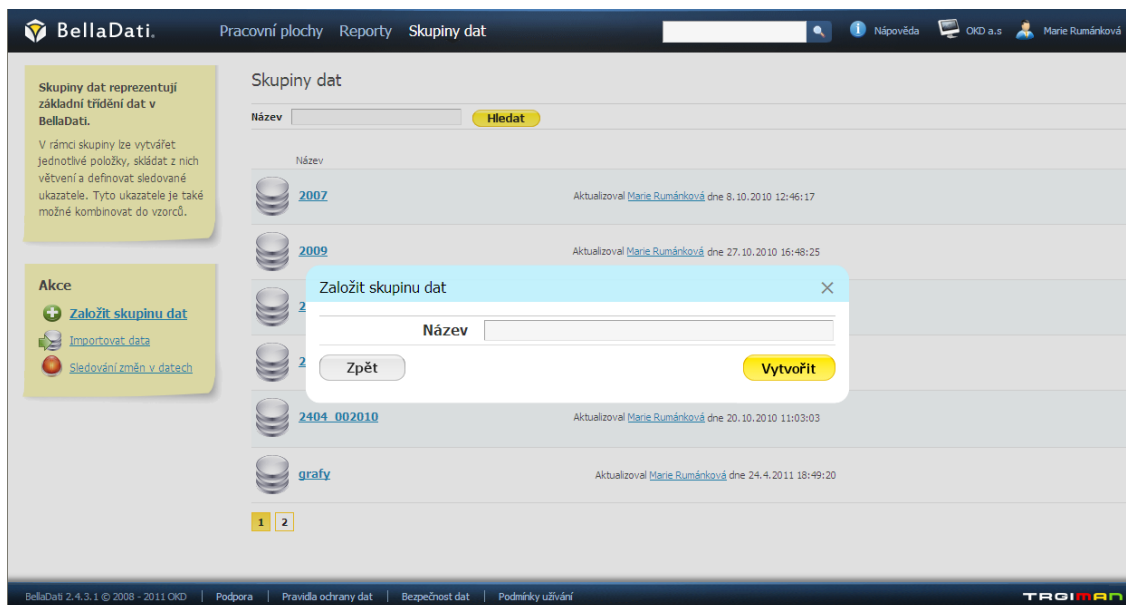 BellaDati.
Pracovní plochy Reporty Skupiny dat
Nápověda
OKD a.s
Marie Rumánková
Skupiny dat reprezentují
základní třídění dat v
BellaDati.
V rámci skupiny lze vytvářet
jednotlivé položky, skládat z nich
větvení a definovat sledované
ukazatele. Tyto ukazatele je také
možné kombinovat do vzorců.
Akce
Založit skupinu dat
Importovat data
Sledování změn v datech
Skupiny dat
Název
Hledat
Název
2007 Aktualizoval Marie Rumánková dne 8.10.2010 12:46:17
2009 Aktualizoval Marie Rumánková dne 27.10.2010 16:48:25
2
2
Založit skupinu dat
Název
Zpět
Vytvořit
2404_002010 Aktualizoval Marie Rumánková dne 20.10.2010 11:03:03
grafy Aktualizoval Marie Rumánková dne 24.4.2011 18:49:20
1 2
BellaDati 2.4.3.1 © 2008 - 2011 OKD | Podpora | Pravidla ochrany dat | Bezpečnost dat | Podmínky užívání
TRGIMAN